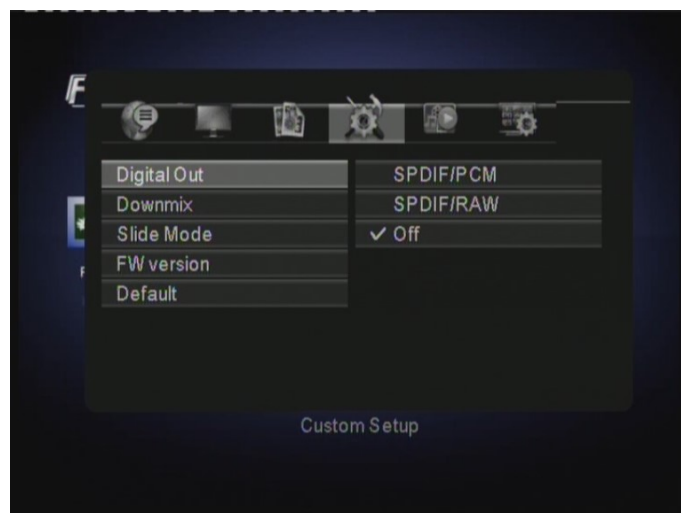 Digital Out
SPDIF/PCM
Downmix
SPDIF/RAW
Slide Mode
Off
FW version
Default
Custom Setup